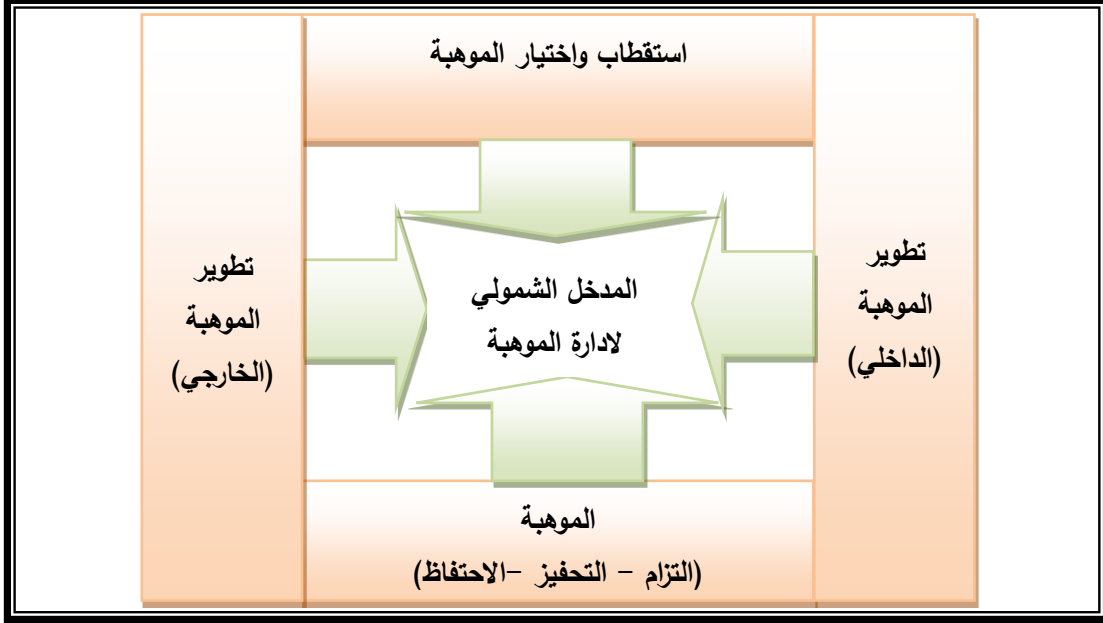 استقطاب واختيار الموهبة
تطوير
الموهبة
(الداخلي)
المدخل الشمولي
لادارة الموهبة
تطوير
الموهبة
(الخارجي)
الموهبة
(التزام – التحفيز –الاحتفاظ)